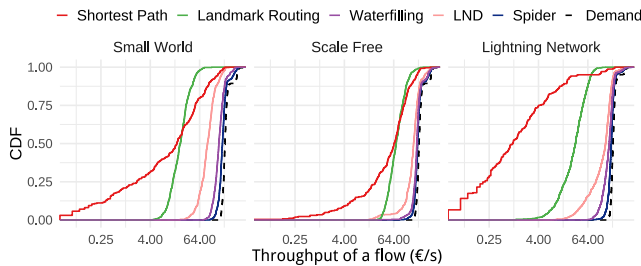 Shortest Path Landmark Routing Waterfilling LND Spider Demand
Small World Scale Free Lightning Network
CDF
1.00
0.75
0.50
0.25
0.00
0.25 4.00 64.00 0.25 4.00 64.00 0.25 4.00 64.00
Throughput of a flow (€/s)